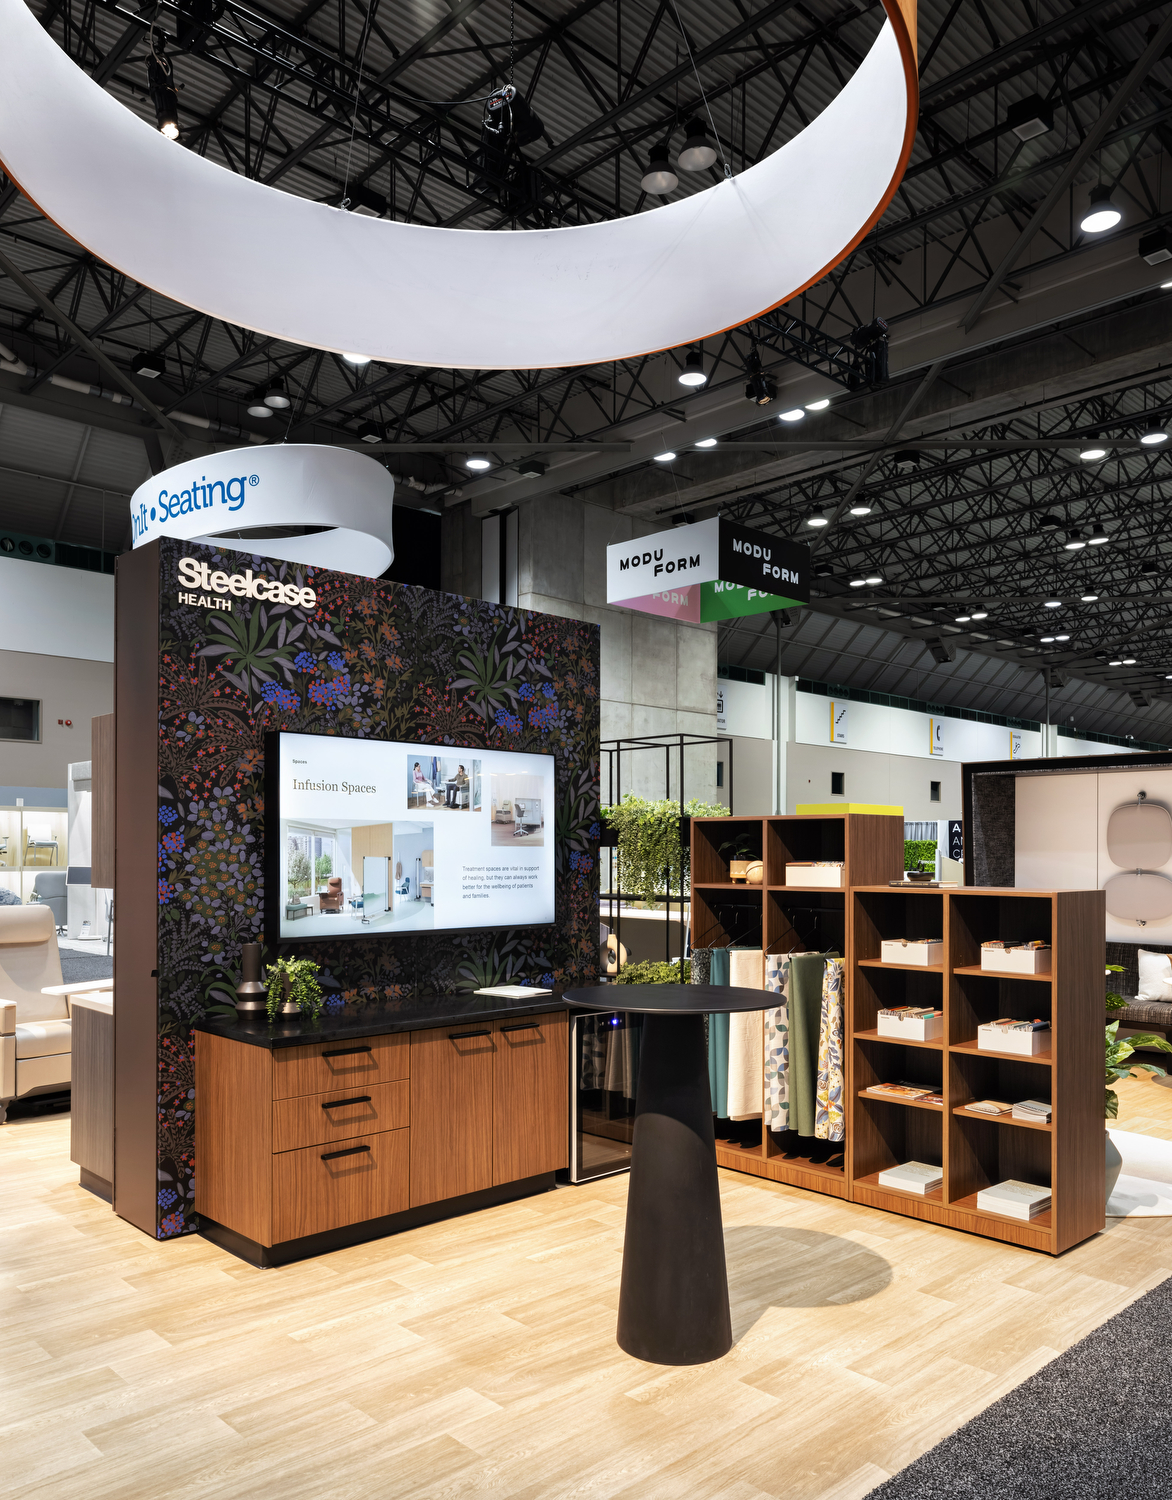 Seating®
MODU
FORM
MODU
FORM
Steelcase
HEALTH
Spaces
Infusion Spaces
Treatment spaces are vital in support
of healing, but they can always work
better for the wellbeing of patients
and families.